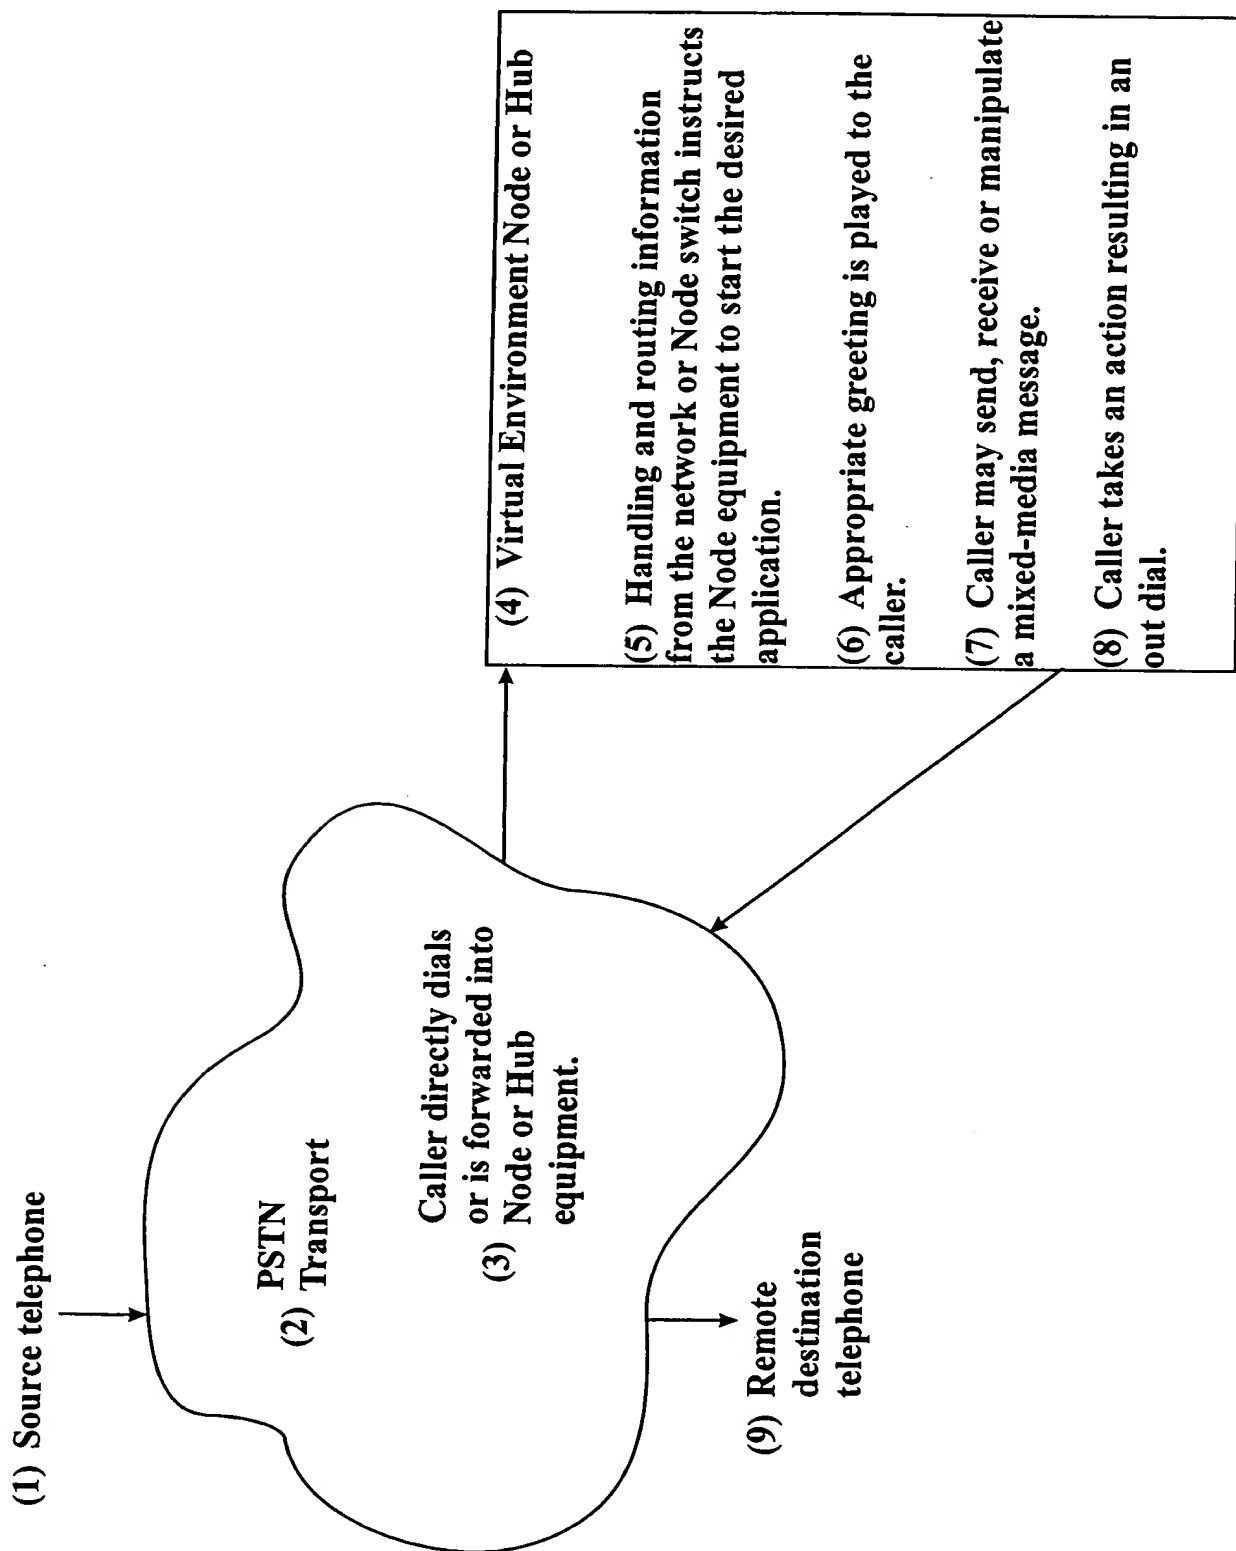 (1) Source telephone
PSTN
(2) Transport
Caller directly dials
or is forwarded into
(3) Node or Hub
equipment.
(9) Remote
destination
telephone
(4) Virtual Environment Node or Hub
(5) Handling and routing information
from the network or Node switch instructs
the Node equipment to start the desired
application.
(6) Appropriate greeting is played to the
caller.
(7) Caller may send, receive or manipulate
a mixed-media message.
(8) Caller takes an action resulting in an
out dial.